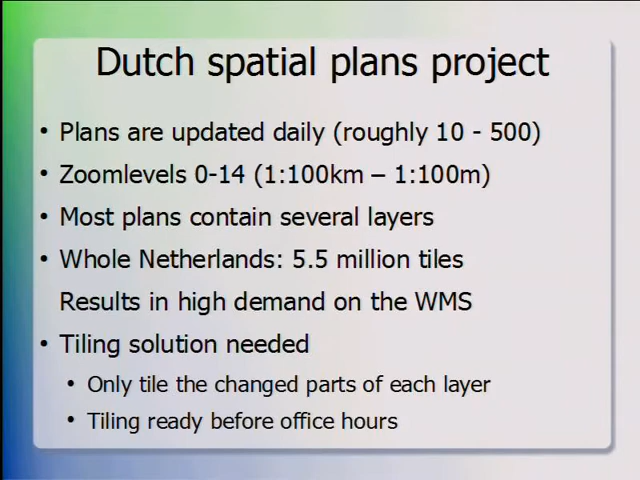 Dutch spatial plans project
• Plans are updated daily (roughly 10 - 500)
• Zoomlevels 0-14 (1:100km – 1:100m)
• Most plans contain several layers
• Whole Netherlands: 5.5 million tiles
Results in high demand on the WMS
• Tiling solution needed
• Only tile the changed parts of each layer
• Tiling ready before office hours